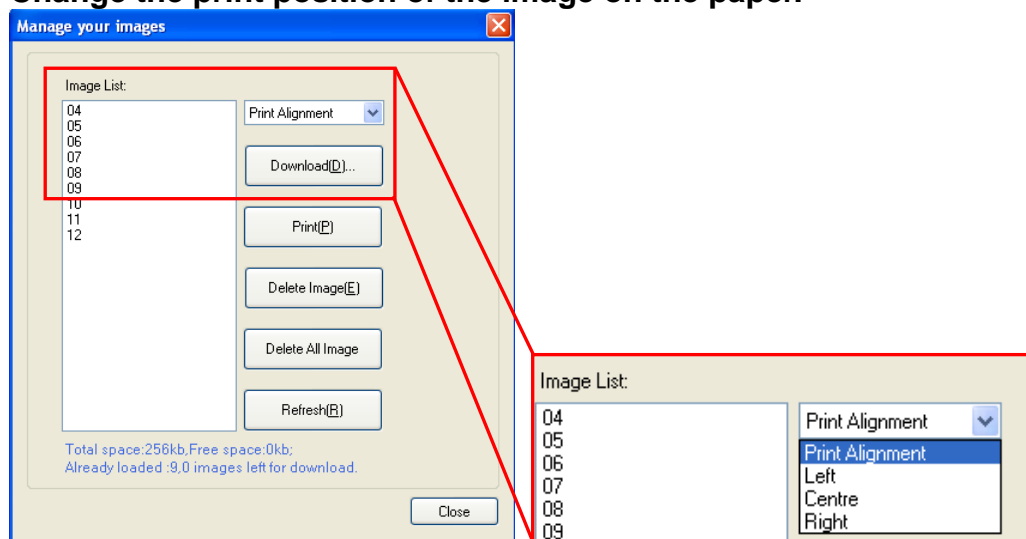 Change the print position of the image on the paper.
Manage your images
Image List:
04
05
06
07
08
09
10
11
12
Print Alignment
Download(D)...
Print(P)
Delete Image(E)
Delete All Image
Refresh(R)
Total space:256kb,Free space:0kb;
Already loaded :9,0 images left for download.
Close
Image List:
04
05
06
07
08
09
Print Alignment
Print Alignment
Left
Centre
Right